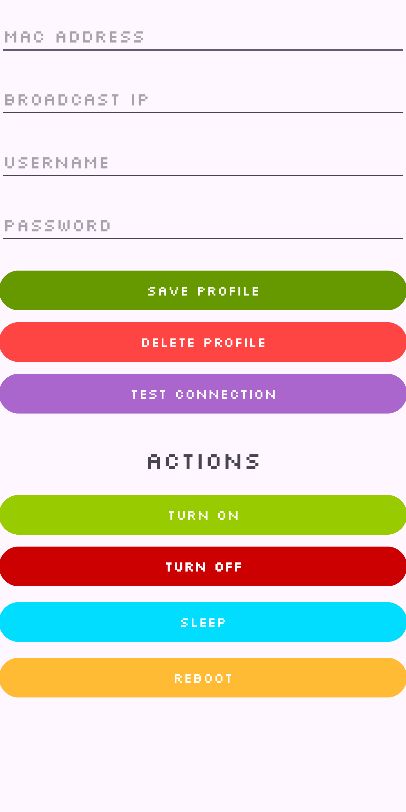 MAC ADDRESS
BROADCAST IP
USERNAME
PASSWORD
SAVE PROFILE
DELETE PROFILE
TEST CONNECTION
ACTIONS
TURN ON
TURN OFF
SLEEP
REBOOT